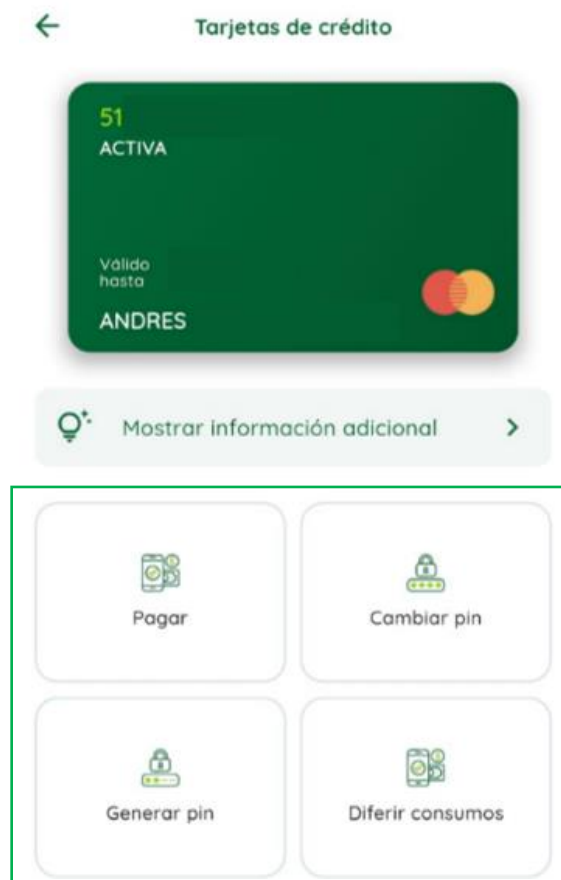 Tarjetas de crédito
51
ACTIVA
Válido
hasta
ANDRES
Mostrar información adicional
Pagar
Cambiar pin
Generar pin
Diferir consumos